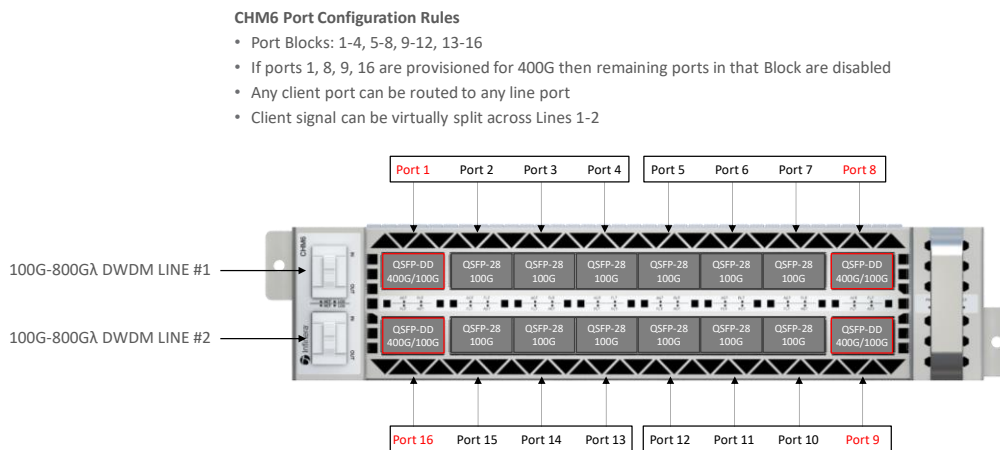 CHM6 Port Configuration Rules
• Port Blocks: 1-4, 5-8, 9-12, 13-16
• If ports 1, 8, 9, 16 are provisioned for 400G then remaining ports in that Block are disabled
• Any client port can be routed to any line port
• Client signal can be virtually split across Lines 1-2
Port 1 Port 2 Port 3 Port 4 Port 5 Port 6 Port 7 Port 8
CHM6
IN
OUT
100G-800Gλ DWDM LINE #1
QSFP-DD QSFP-28 QSFP-28 QSFP-28 QSFP-28 QSFP-28 QSFP-28 QSFP-DD
400G/100G 100G 100G 100G 100G 100G 100G 400G/100G
IN
OUT
Infinera
100G-800Gλ DWDM LINE #2
QSFP-DD QSFP-28 QSFP-28 QSFP-28 QSFP-28 QSFP-28 QSFP-28 QSFP-DD
400G/100G 100G 100G 100G 100G 100G 100G 400G/100G
Port 16 Port 15 Port 14 Port 13 Port 12 Port 11 Port 10 Port 9